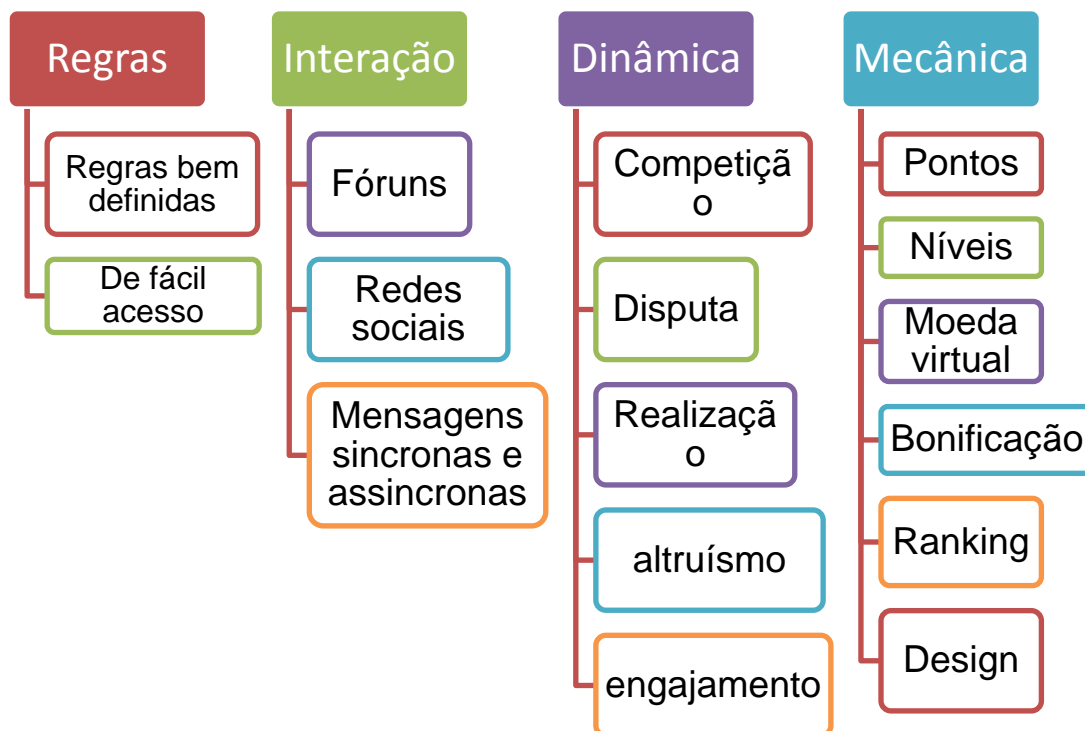 Regras
Regras bem
definidas
De fácil
acesso
Interação
Fóruns
Redes
sociais
Mensagens
sincronas e
assincronas
Dinâmica
Competiçã
o
Disputa
Realizaçã
o
altruísmo
engajamento
Mecânica
Pontos
Níveis
Moeda
virtual
Bonificação
Ranking
Design